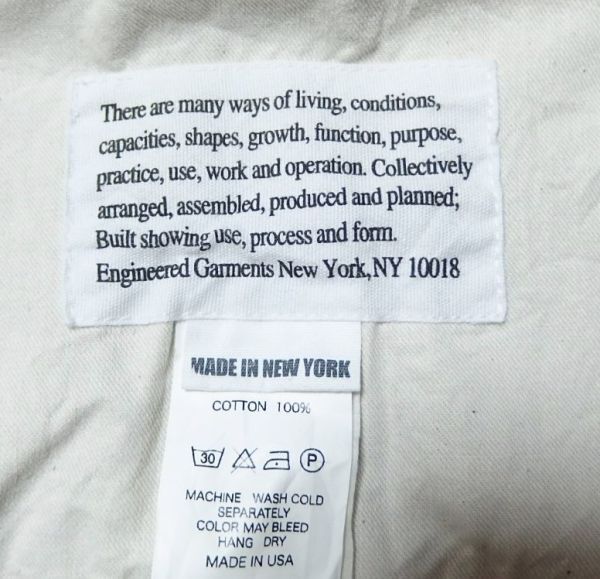 There are many ways of living, conditions,
capacities, shapes, growth, function, purpose,
practice, use, work and operation. Collectively
arranged, assembled, produced and planned;
Built showing use, process and form.
Engineered Garments New York, NY 10018
MADE IN NEW YORK
COTTON 100%
30 P
MACHINE WASH COLD
SEPARATELY
COLOR MAY BLEED
HANG DRY
MADE IN USA